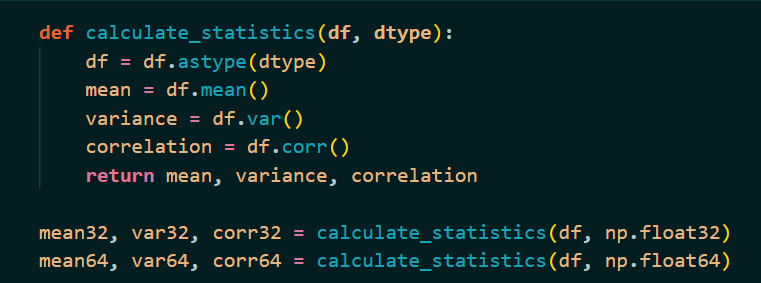 def calculate_statistics(df, dtype):
    df = df.astype(dtype)
    mean = df.mean()
    variance = df.var()
    correlation = df.corr()
    return mean, variance, correlation
mean32, var32, corr32 = calculate_statistics(df, np.float32)
mean64, var64, corr64 = calculate_statistics(df, np.float64)